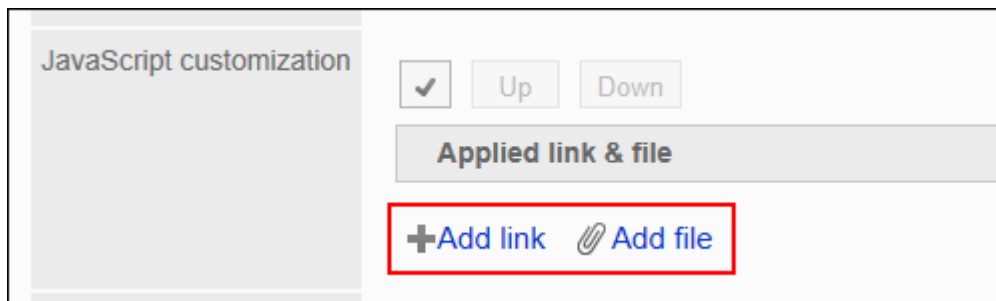 JavaScript customization
Up Down
Applied link & file
Add link Add file